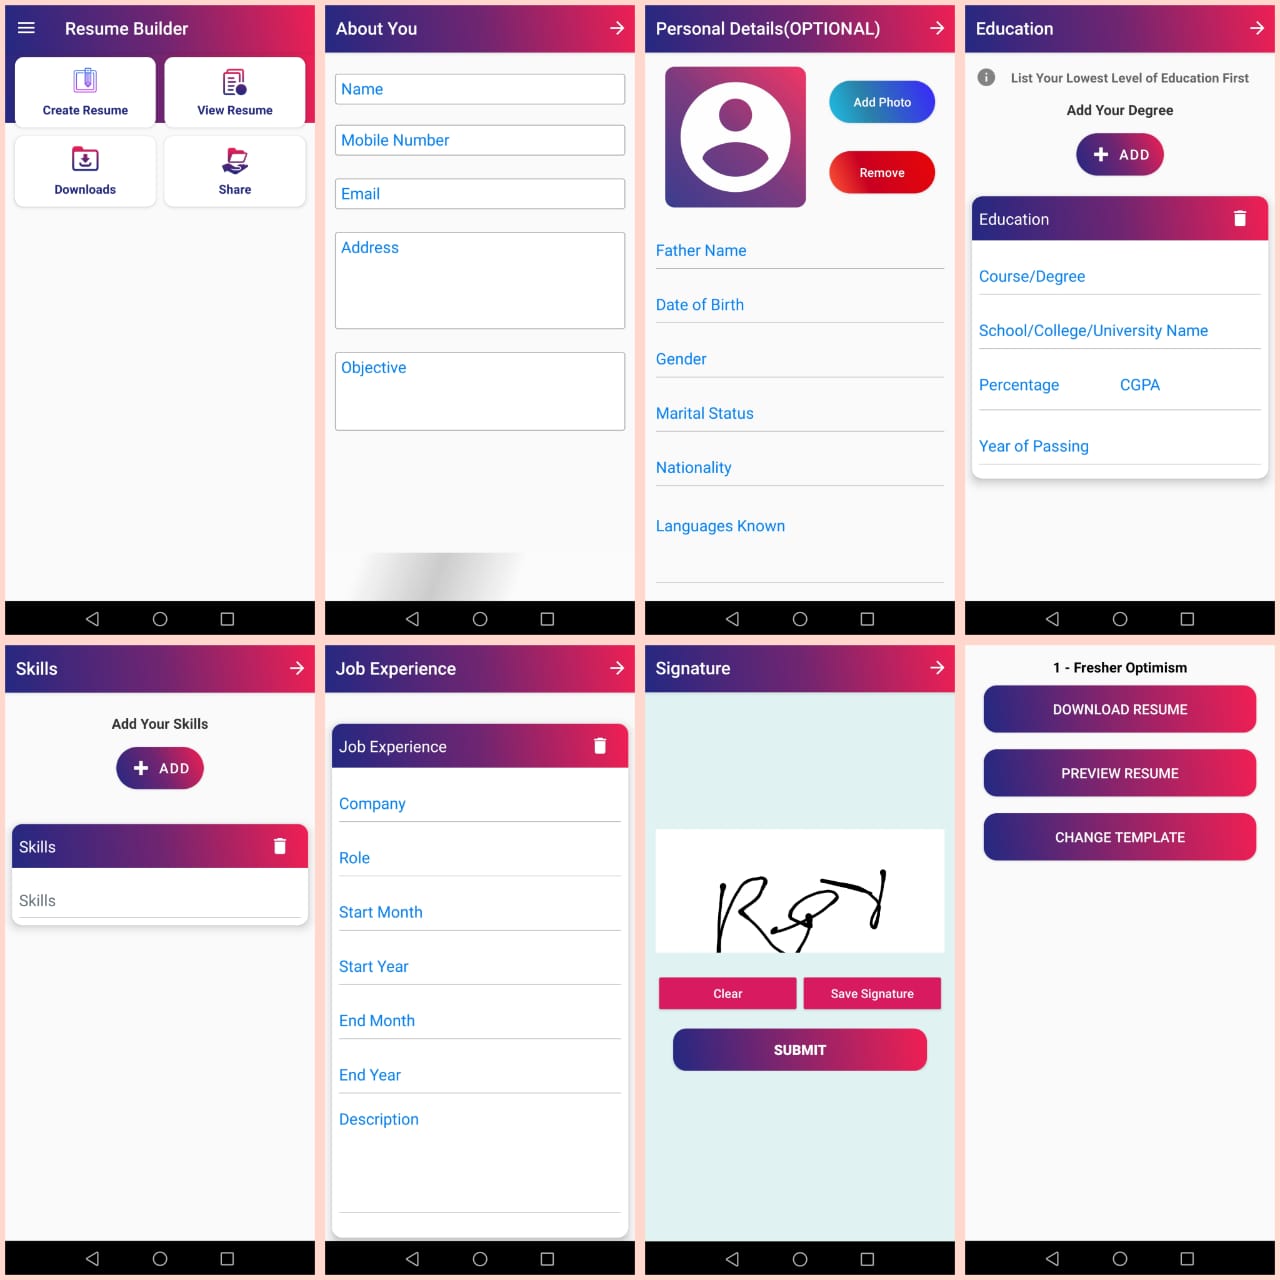 Resume Builder
Create Resume
View Resume
Downloads
Share
About You
Name
Mobile Number
Email
Address
Objective
Personal Details(OPTIONAL)
Add Photo
Remove
Father Name
Date of Birth
Gender
Marital Status
Nationality
Languages Known
Education
List Your Lowest Level of Education First
Add Your Degree
ADD
Education
Course/Degree
School/College/University Name
Percentage CGPA
Year of Passing
Skills
Add Your Skills
ADD
Skills
Skills
Job Experience
Job Experience
Company
Role
Start Month
Start Year
End Month
End Year
Description
Signature
Clear Save Signature
SUBMIT
1 - Fresher Optimism
DOWNLOAD RESUME
PREVIEW RESUME
CHANGE TEMPLATE